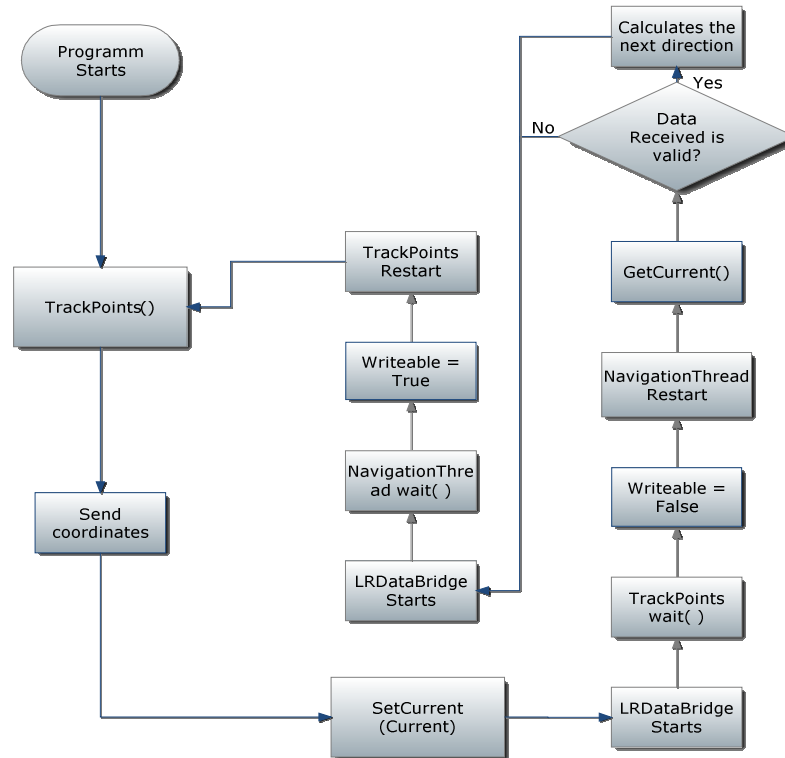 Programm
Starts
TrackPoints()
Send
coordinates
SetCurrent
(Current)
LRDataBridge
Starts
TrackPoints
wait( )
Writeable =
False
NavigationThread
Restart
GetCurrent()
Data
Received is
valid?
Yes
Calculates the
next direction
No
LRDataBridge
Starts
NavigationThre
ad wait( )
Writeable =
True
TrackPoints
Restart